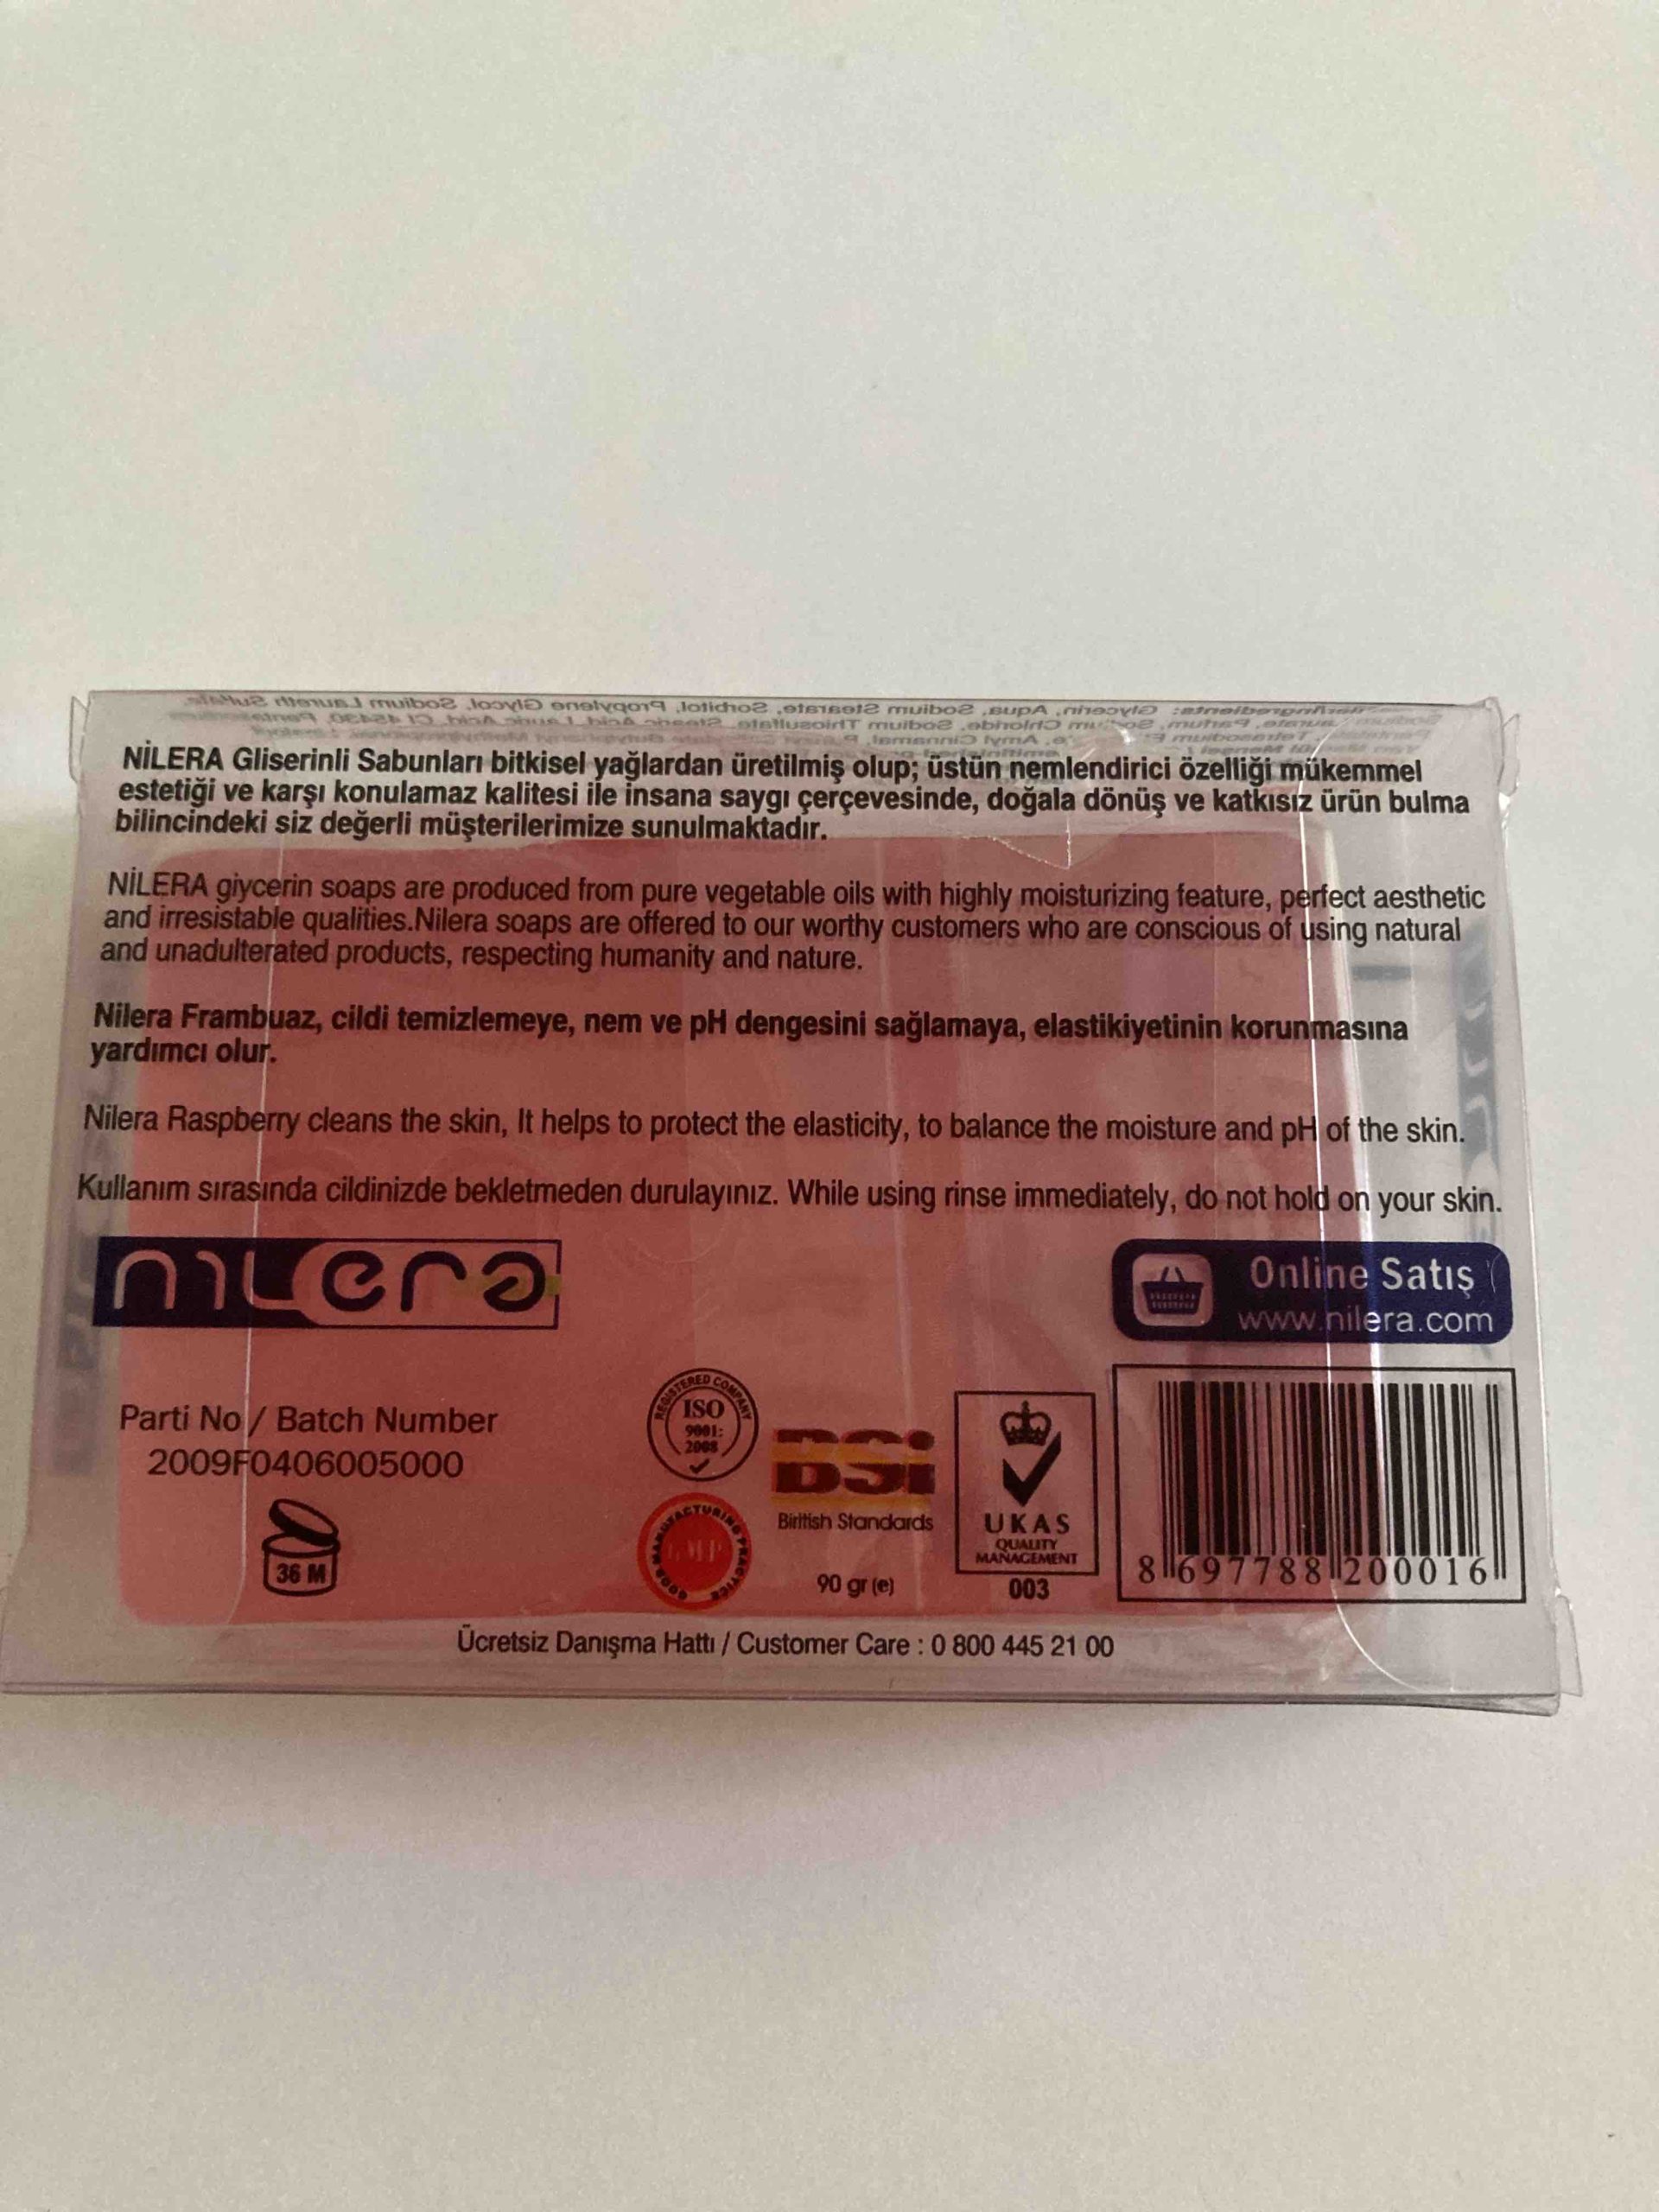 NİLERA Gliserinli Sabunları bitkisel yağlardan üretilmiş olup; üstün nemlendirici özelliği mükemmel
estetiği ve karşı konulamaz kalitesi ile insana saygı çerçevesinde, doğala dönüş ve katkısız ürün bulma
bilincindeki siz değerli müşterilerimize sunulmaktadır.
NİLERA giycerin soaps are produced from pure vegetable oils with highly moisturizing feature, perfect aesthetic
and irresistable qualities.Nilera soaps are offered to our worthy customers who are conscious of using natural
and unadulterated products, respecting humanity and nature.
Nilera Frambuaz, cildi temizlemeye, nem ve pH dengesini sağlamaya, elastikiyetinin korunmasına
yardımcı olur.
Nilera Raspberry cleans the skin, It helps to protect the elasticity, to balance the moisture and pH of the skin.
Kullanım sırasında cildinizde bekletmeden durulayınız. While using rinse immediately, do not hold on your skin.
nilera
Online Satış
www.nilera.com
Parti No / Batch Number
2009F0406005000
36 M
REGISTERED COMPANY
ISO
9001:
2008
GOOD MANUFACTURING PRACTICE
GMP
BSi
Biritish Standards
90 gr (e)
UKAS
QUALITY
MANAGEMENT
003
8 697788 200016
Ücretsiz Danışma Hattı / Customer Care : 0 800 445 21 00